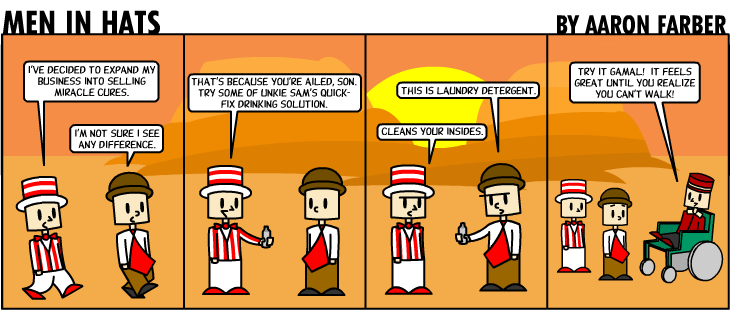 MEN IN HATS
BY AARON FARBER
I'VE DECIDED TO EXPAND MY
BUSINESS INTO SELLING
MIRACLE CURES.
I'M NOT SURE I SEE
ANY DIFFERENCE.
THAT'S BECAUSE YOU'RE AILED, SON.
TRY SOME OF UNKIE SAM'S QUICK-
FIX DRINKING SOLUTION.
THIS IS LAUNDRY DETERGENT.
CLEANS YOUR INSIDES.
TRY IT GAMAL! IT FEELS
GREAT UNTIL YOU REALIZE
YOU CAN'T WALK!